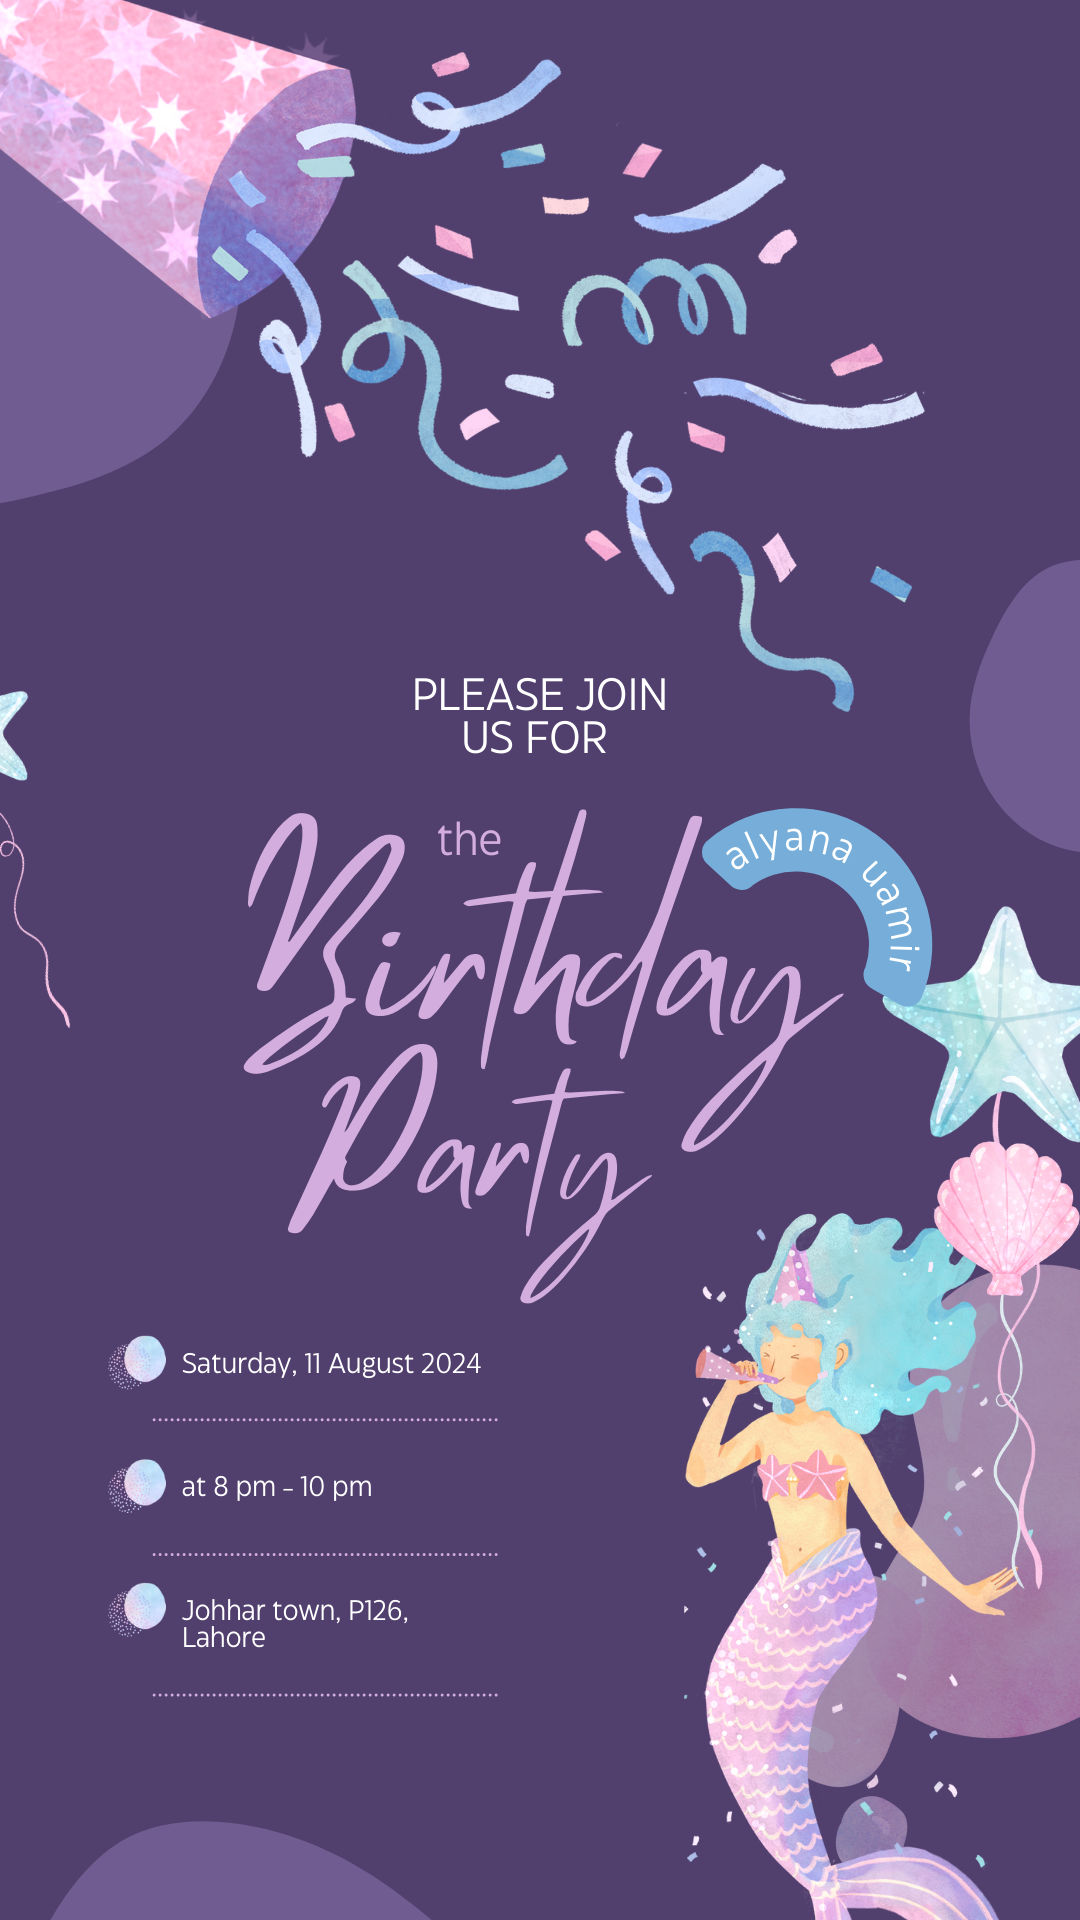 PLEASE JOIN
US FOR
the
Birthday
alyana uamir
Party
Saturday, 11 August 2024
at 8 pm - 10 pm
Johhar town, P126,
Lahore